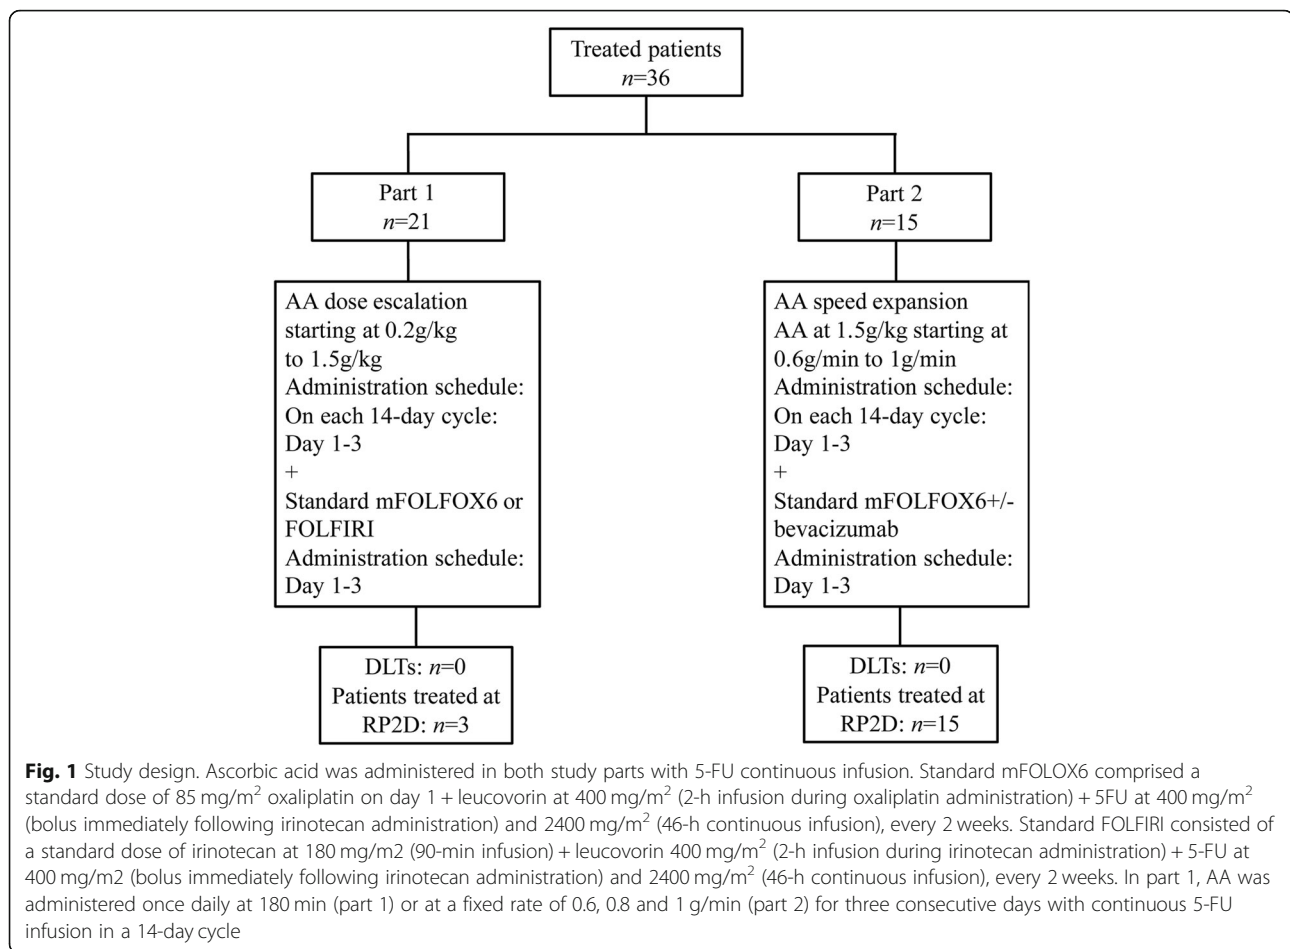 Treated patients
n=36
Part 1
n=21
Part 2
n=15
AA dose escalation
starting at 0.2g/kg
to 1.5g/kg
Administration schedule:
On each 14-day cycle:
Day 1-3
+
Standard mFOLFOX6 or
FOLFIRI
Administration schedule:
Day 1-3
AA speed expansion
AA at 1.5g/kg starting at
0.6g/min to 1g/min
Administration schedule:
On each 14-day cycle:
Day 1-3
+
Standard mFOLFOX6+/-
bevacizumab
Administration schedule:
Day 1-3
DLTs: n=0
Patients treated at
RP2D: n=3
DLTs: n=0
Patients treated at
RP2D: n=15
Fig. 1 Study design. Ascorbic acid was administered in both study parts with 5-FU continuous infusion. Standard mFOLOX6 comprised a
standard dose of 85 mg/m² oxaliplatin on day 1 + leucovorin at 400 mg/m² (2-h infusion during oxaliplatin administration) + 5FU at 400 mg/m²
(bolus immediately following irinotecan administration) and 2400 mg/m² (46-h continuous infusion), every 2 weeks. Standard FOLFIRI consisted of
a standard dose of irinotecan at 180 mg/m2 (90-min infusion) + leucovorin 400 mg/m² (2-h infusion during irinotecan administration) + 5-FU at
400 mg/m2 (bolus immediately following irinotecan administration) and 2400 mg/m² (46-h continuous infusion), every 2 weeks. In part 1, AA was
administered once daily at 180 min (part 1) or at a fixed rate of 0.6, 0.8 and 1 g/min (part 2) for three consecutive days with continuous 5-FU
infusion in a 14-day cycle